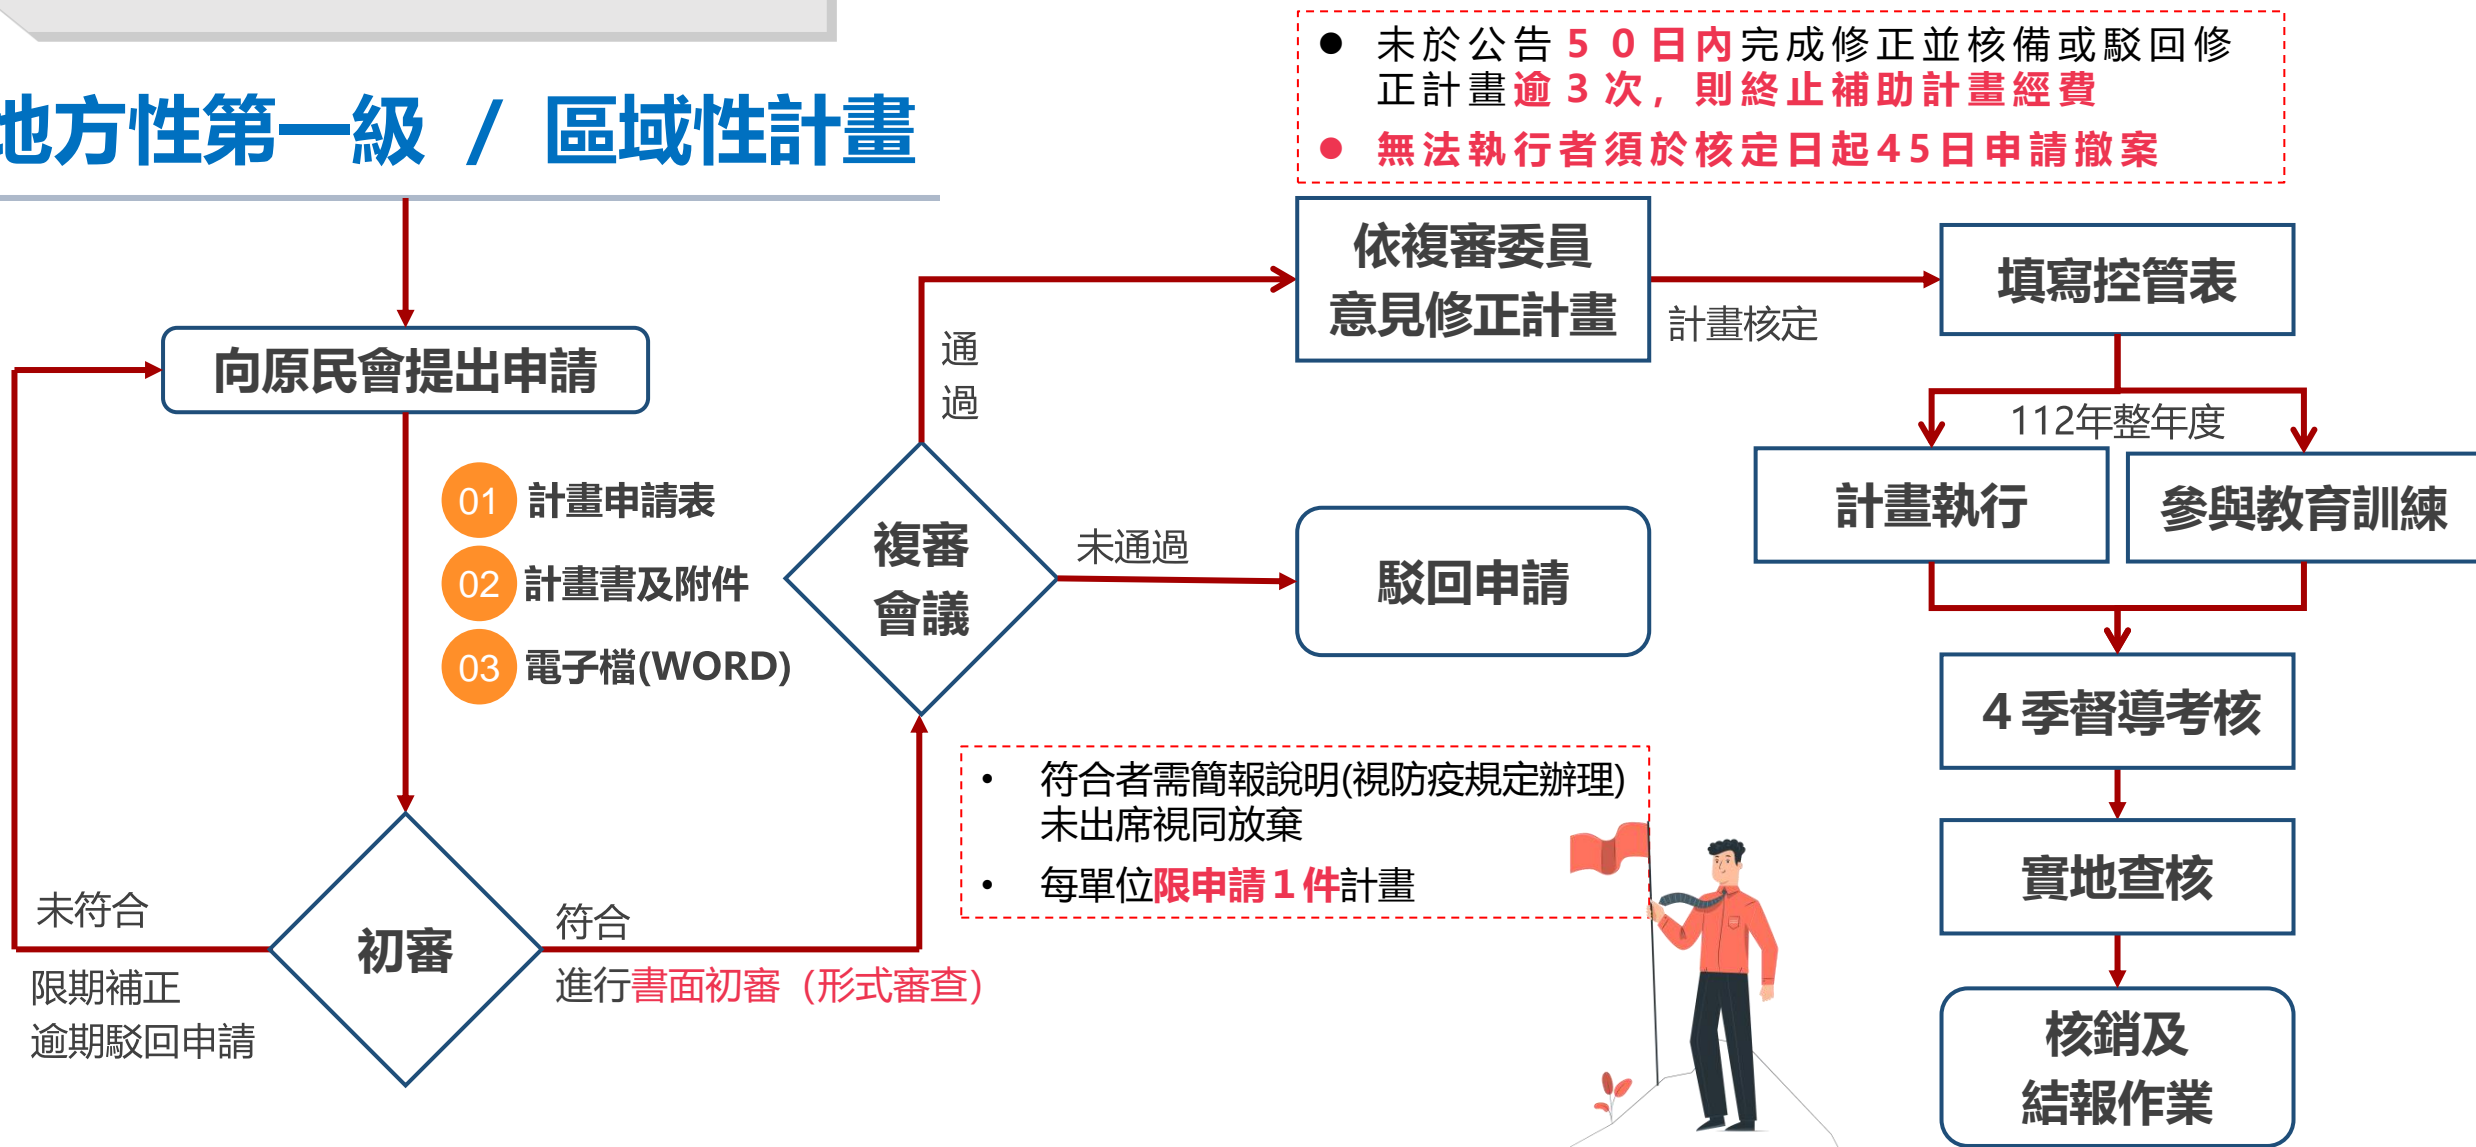 地方性第一級 / 區域性計畫
● 未於公告50日內完成修正並核備或駁回修
正計畫逾3次，則終止補助計畫經費
● 無法執行者須於核定日起45日申請撤案
向原民會提出申請
01 計畫申請表
02 計畫書及附件
03 電子檔(WORD)
初審
未符合
限期補正
逾期駁回申請
符合
進行書面初審（形式審查）
複審
會議
通
過
未通過
駁回申請
• 符合者需簡報說明(視防疫規定辦理)
未出席視同放棄
• 每單位限申請1件計畫
依複審委員
意見修正計畫
計畫核定
填寫控管表
112年整年度
計畫執行
參與教育訓練
4季督導考核
實地查核
核銷及
結報作業